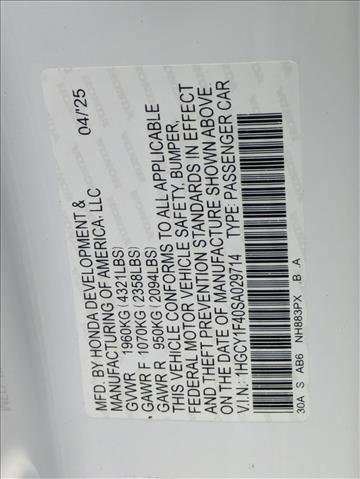 MFD. BY HONDA DEVELOPMENT & 04/25
MANUFACTURING OF AMERICA, LLC
GVWR 1960KG (4321LBS)
GAWR F 1070KG (2358LBS)
GAWR R 950KG (2094LBS)
THIS VEHICLE CONFORMS TO ALL APPLICABLE
FEDERAL MOTOR VEHICLE SAFETY, BUMPER,
AND THEFT PREVENTION STANDARDS IN EFFECT
ON THE DATE OF MANUFACTURE SHOWN ABOVE.
V.I.N: 1HGCY1F40SA029714 TYPE: PASSENGER CAR
30A S AB6 NH883PX B A